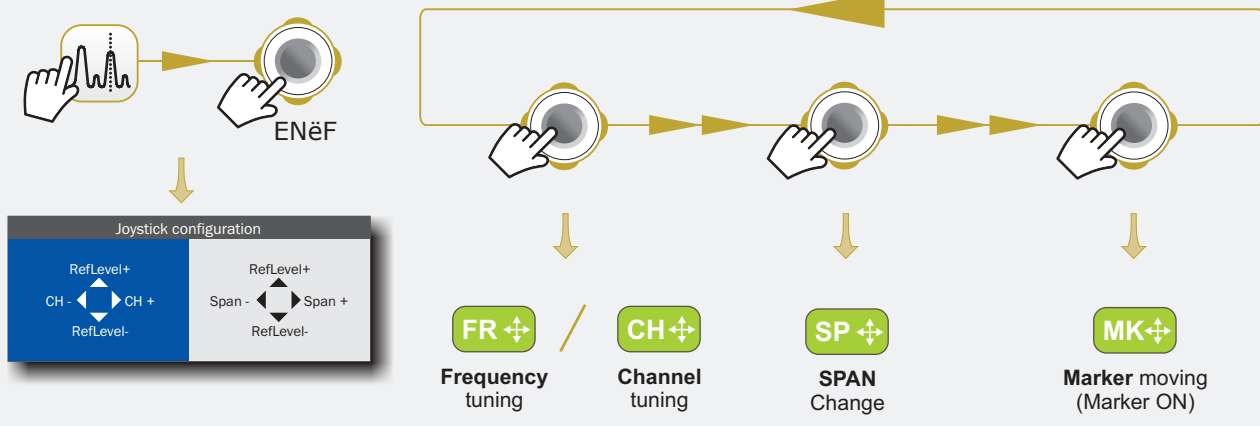 ENëF
Joystick configuration
RefLevel+
CH - CH +
RefLevel-
RefLevel+
Span - Span +
RefLevel-
FR / CH
SP
MK
Frequency
tuning
Channel
tuning
SPAN
Change
Marker moving
(Marker ON)